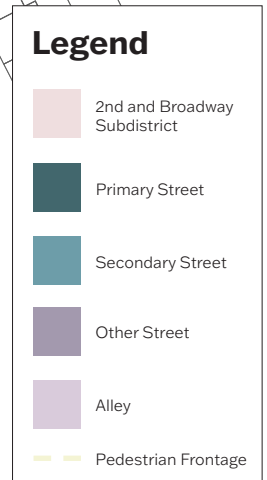 Legend
2nd and Broadway
Subdistrict
Primary Street
Secondary Street
Other Street
Alley
Pedestrian Frontage